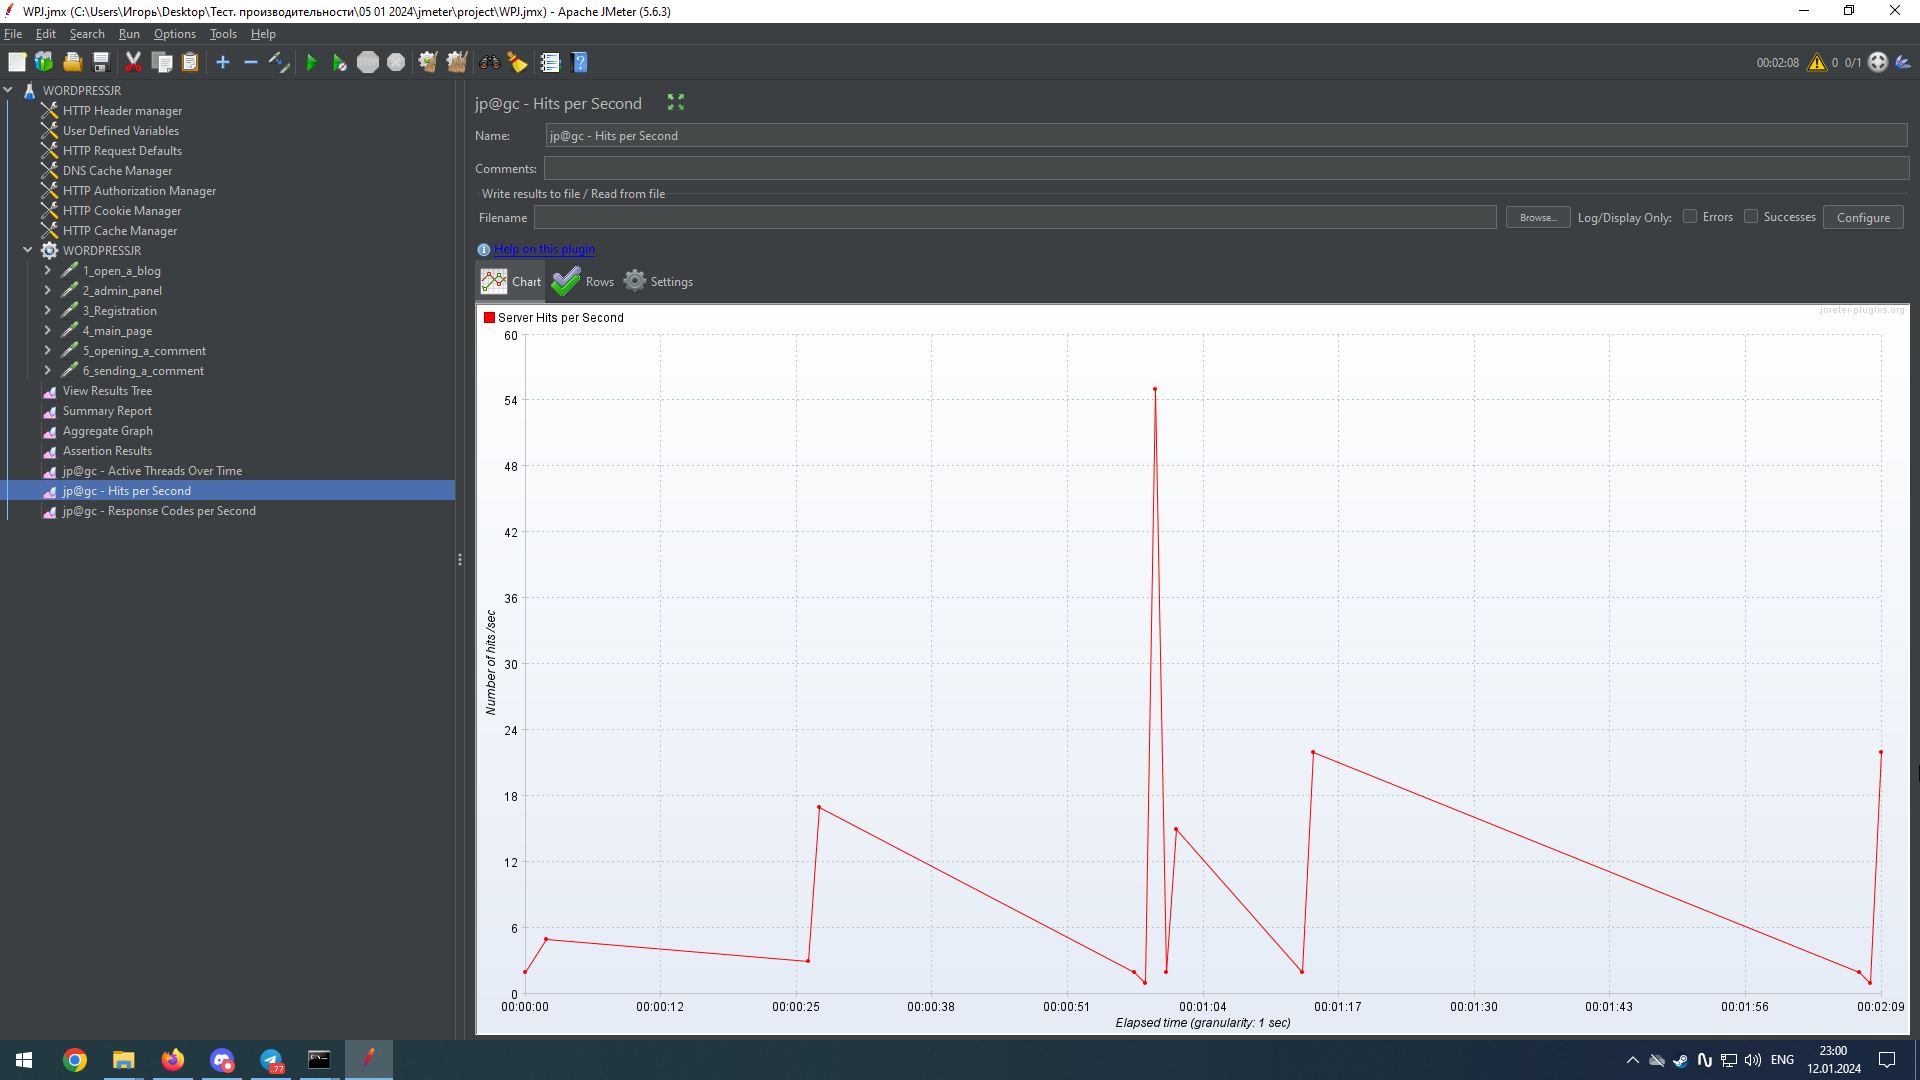 WPJ.jmx (C:\Users\Игорь\Desktop\Тест. производительности\05 01 2024\jmeter\project\WPJ.jmx) - Apache JMeter (5.6.3)
File Edit Search Run Options Tools Help
00:02:08 0 0/1
WORDPRESSJR
HTTP Header manager
User Defined Variables
HTTP Request Defaults
DNS Cache Manager
HTTP Authorization Manager
HTTP Cookie Manager
HTTP Cache Manager
WORDPRESSJR
1_open_a_blog
2_admin_panel
3_Registration
4_main_page
5_opening_a_comment
6_sending_a_comment
View Results Tree
Summary Report
Aggregate Graph
Assertion Results
jp@gc - Active Threads Over Time
jp@gc - Hits per Second
jp@gc - Response Codes per Second
jp@gc - Hits per Second
Name: jp@gc - Hits per Second
Comments:
Write results to file / Read from file
Filename Browse... Log/Display Only: Errors Successes Configure
Help on this plugin
Chart Rows Settings
Server Hits per Second
jmeter-plugins.org
60
54
48
42
36
30
24
18
12
6
0
Number of hits /sec
00:00:00 00:00:12 00:00:25 00:00:38 00:00:51 00:01:04 00:01:17 00:01:30 00:01:43 00:01:56 00:02:09
Elapsed time (granularity: 1 sec)
.77
ENG
23:00
12.01.2024